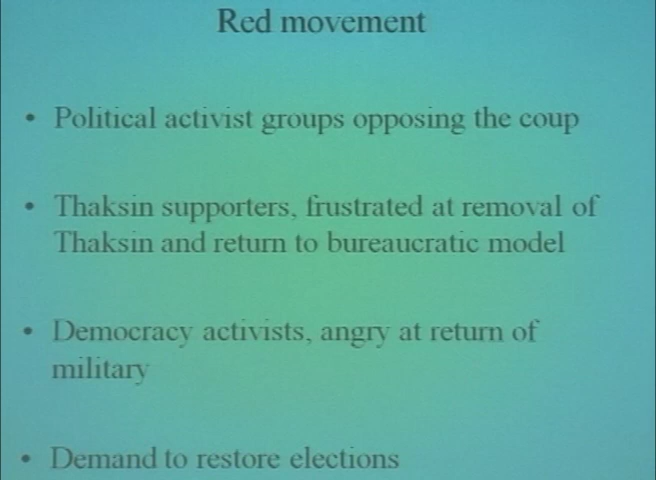 Red movement
• Political activist groups opposing the coup
• Thaksin supporters, frustrated at removal of
Thaksin and return to bureaucratic model
• Democracy activists, angry at return of
military
• Demand to restore elections